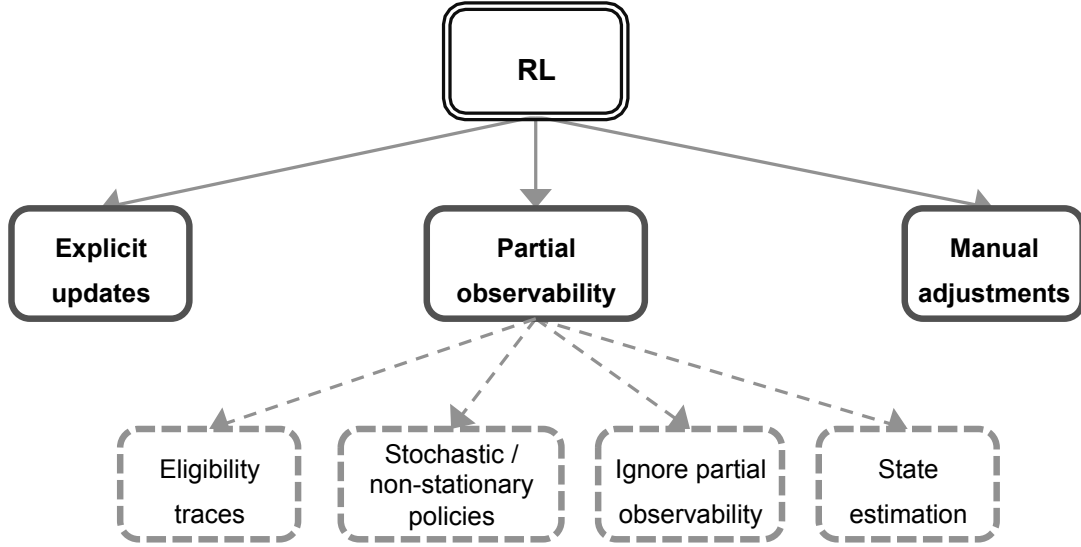 RL
Explicit
updates
Partial
observability
Manual
adjustments
Eligibility
traces
Stochastic /
non-stationary
policies
Ignore partial
observability
State
estimation